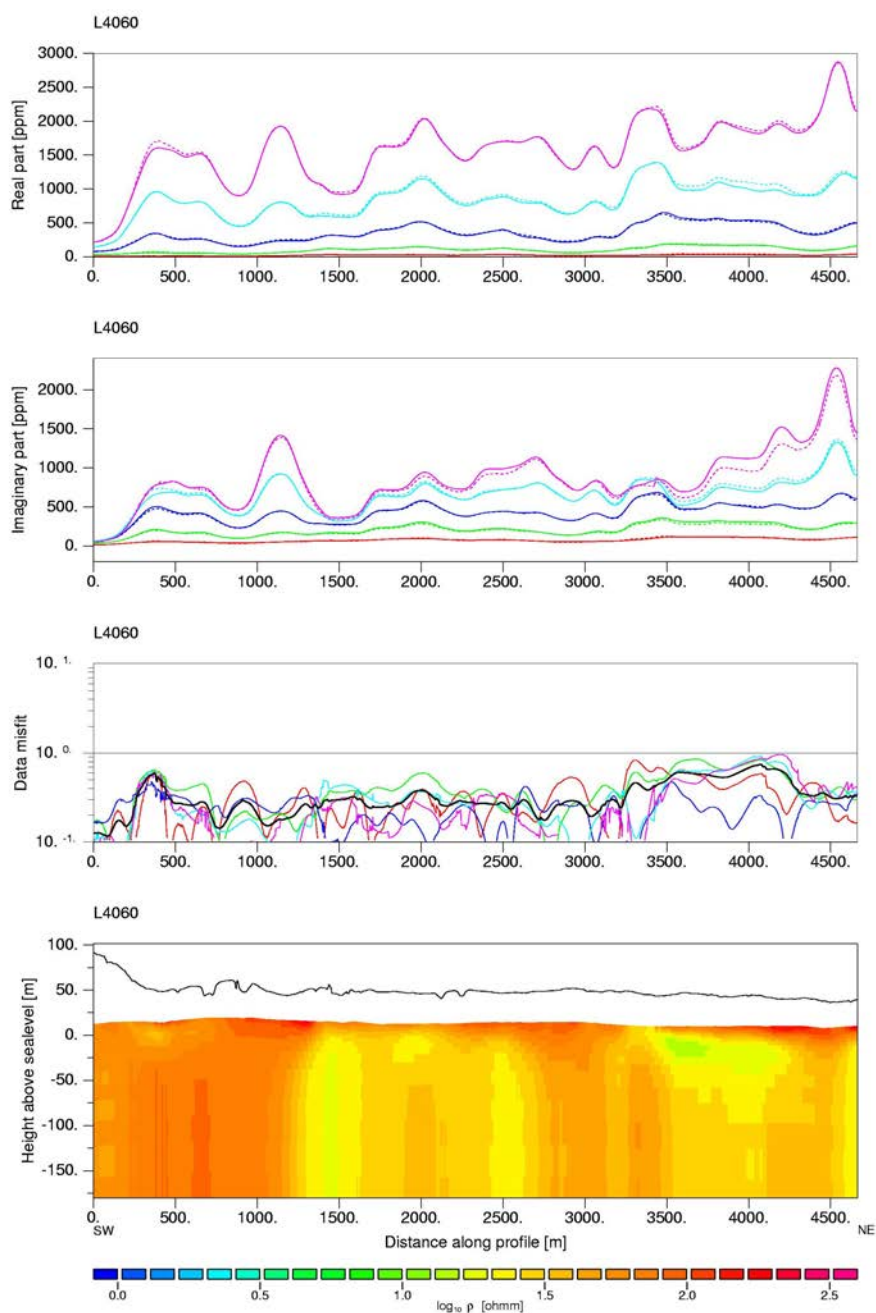 L4060
3000.
2500.
2000.
1500.
1000.
500.
0.
Real part [ppm]
0. 500. 1000. 1500. 2000. 2500. 3000. 3500. 4000. 4500.
L4060
2000.
1500.
1000.
500.
0.
Imaginary part [ppm]
0. 500. 1000. 1500. 2000. 2500. 3000. 3500. 4000. 4500.
L4060
10. 1.
10. 0.
10. -1.
Data misfit
0. 500. 1000. 1500. 2000. 2500. 3000. 3500. 4000. 4500.
L4060
100.
50.
0.
-50.
-100.
-150.
Height above sealevel [m]
0. 500. 1000. 1500. 2000. 2500. 3000. 3500. 4000. 4500.
SW NE
Distance along profile [m]
0.0 0.5 1.0 1.5 2.0 2.5
log₁₀ ρ [ohmm]